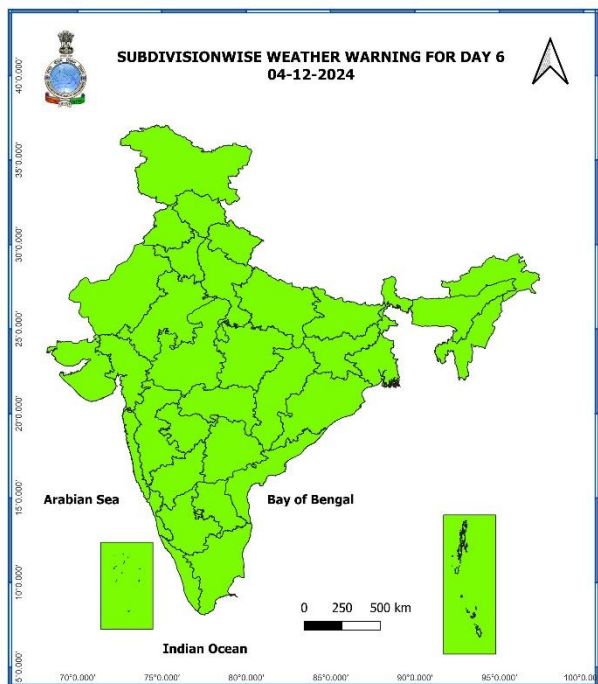 SUBDIVISIONWISE WEATHER WARNING FOR DAY 6
04-12-2024
40°0.000'
35°0.000'
30°0.000'
25°0.000'
20°0.000'
15°0.000'
10°0.000'
5°0.000'
Arabian Sea
Bay of Bengal
0 250 500 km
Indian Ocean
70°0.000' 75°0.000' 80°0.000' 85°0.000' 90°0.000' 95°0.000' 100°0.000'